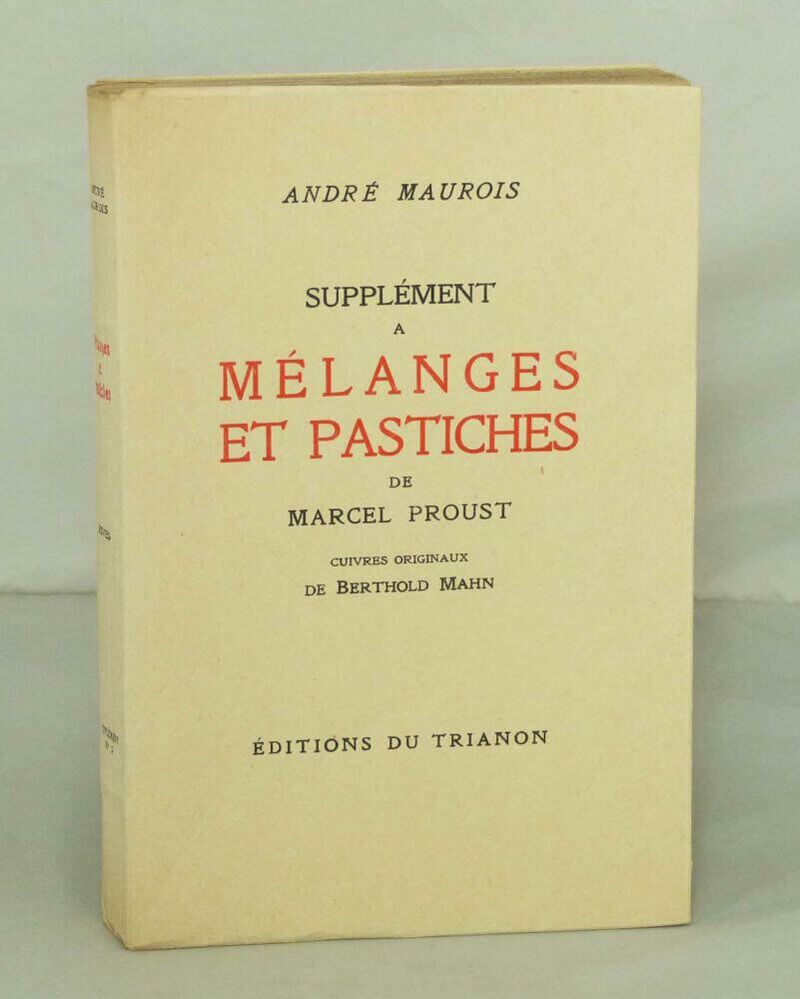 ANDRÉ MAUROIS
SUPPLÉMENT
A
MÉLANGES
ET PASTICHES
DE
MARCEL PROUST
CUIVRES ORIGINAUX
DE BERTHOLD MAHN
ÉDITIONS DU TRIANON